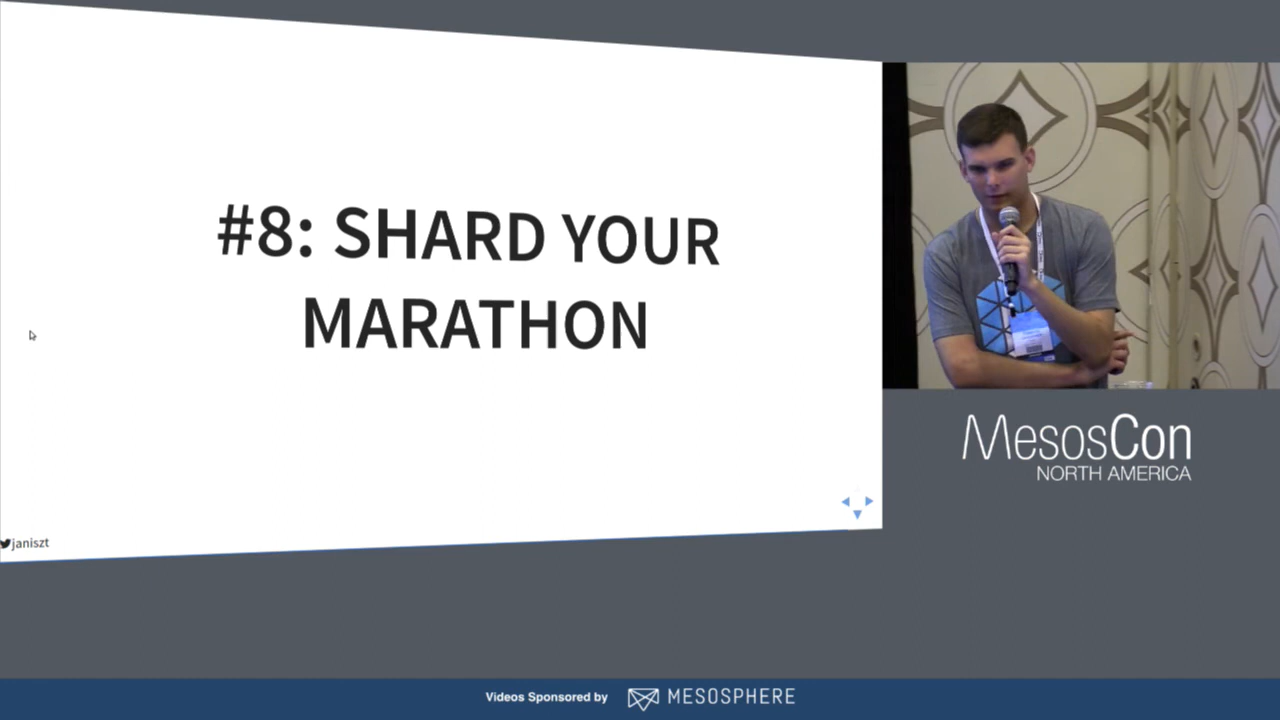 #8: SHARD YOUR
MARATHON
janiszt
MesosCon
NORTH AMERICA
Videos Sponsored by MESOSPHERE